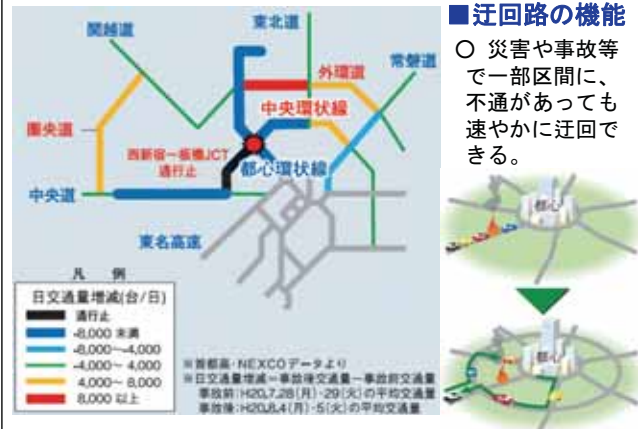 関越道
東北道
常磐道
外環道
中央環状線
圏央道
西新宿ー板橋JCT
通行止
都心環状線
中央道
東名高速
凡 例
日交通量増減(台/日)
通行止
-8,000 未満
-8,000～-4,000
-4,000～ 4,000
4,000～ 8,000
8,000 以上
※首都高・NEXCOデータより
※日交通量増減=事故後交通量ー事故前交通量
事故前:H20,7,28(月)・29(火)の平均交通量
事故後:H20,8,4(月)・5(火)の平均交通量
■迂回路の機能
○ 災害や事故等
で一部区間に、
不通があっても
速やかに迂回で
きる。
都心
都心